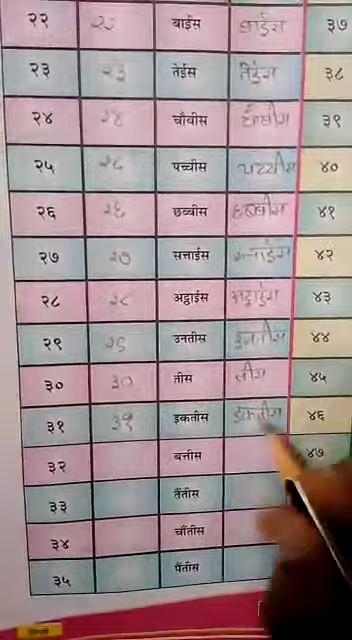 २२ २२ बाईस बाईस ३७
२३ २३ तेईस तेईस ३८
२४ २४ चौबीस चौबीस ३९
२५ २५ पच्चीस पच्चीस ४०
२६ २६ छब्बीस छब्बीस ४१
२७ २७ सत्ताईस सत्ताईस ४२
२८ २८ अट्ठाईस अट्ठाईस ४३
२९ २९ उनतीस उनतीस ४४
३० ३० तीस तीस ४५
३१ ३१ इकतीस ईकतीस ४६
३२ बत्तीस ४७
३३ तैंतीस
३४ चौंतीस
३५ पैंतीस